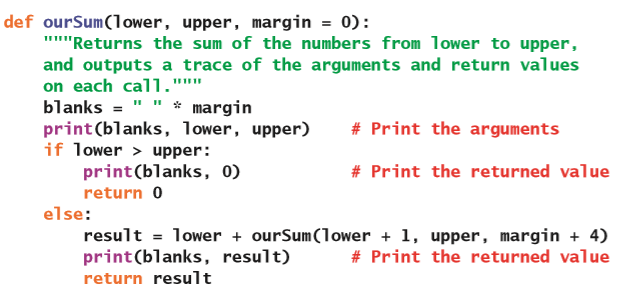 def ourSum(lower, upper, margin = 0):
    """Returns the sum of the numbers from lower to upper,
    and outputs a trace of the arguments and return values
    on each call."""
    blanks = " " * margin
    print(blanks, lower, upper)    # Print the arguments
    if lower > upper:
        print(blanks, 0)           # Print the returned value
        return 0
    else:
        result = lower + ourSum(lower + 1, upper, margin + 4)
        print(blanks, result)      # Print the returned value
        return result